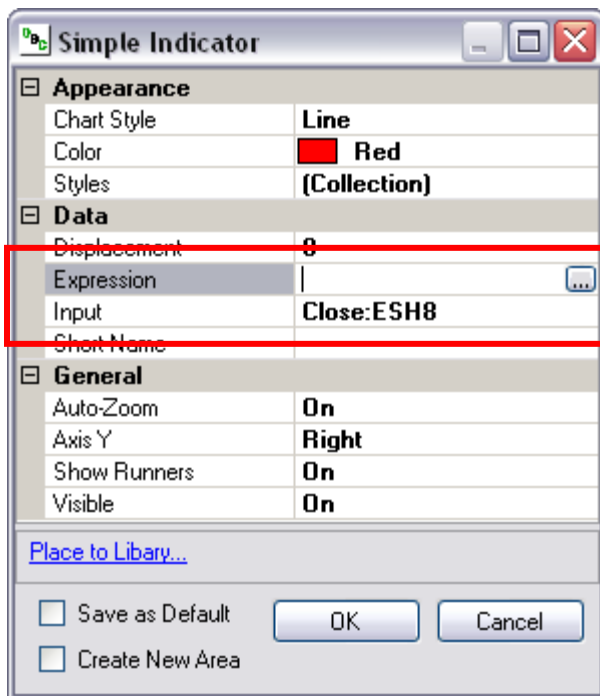 Simple Indicator
Appearance
Chart Style Line
Color Red
Styles (Collection)
Data
Displacement 0
Expression ...
Input Close:ESH8
Short Name
General
Auto-Zoom On
Axis Y Right
Show Runners On
Visible On
Place to Libary...
Save as Default OK Cancel
Create New Area